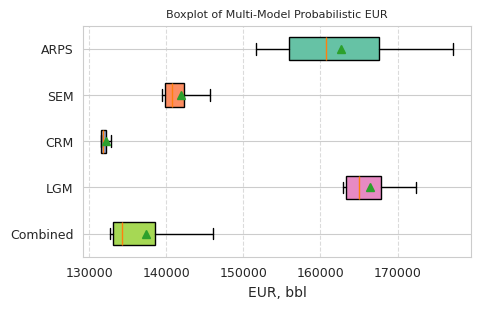 Boxplot of Multi-Model Probabilistic EUR
ARPS
SEM
CRM
LGM
Combined
130000 140000 150000 160000 170000
EUR, bbl